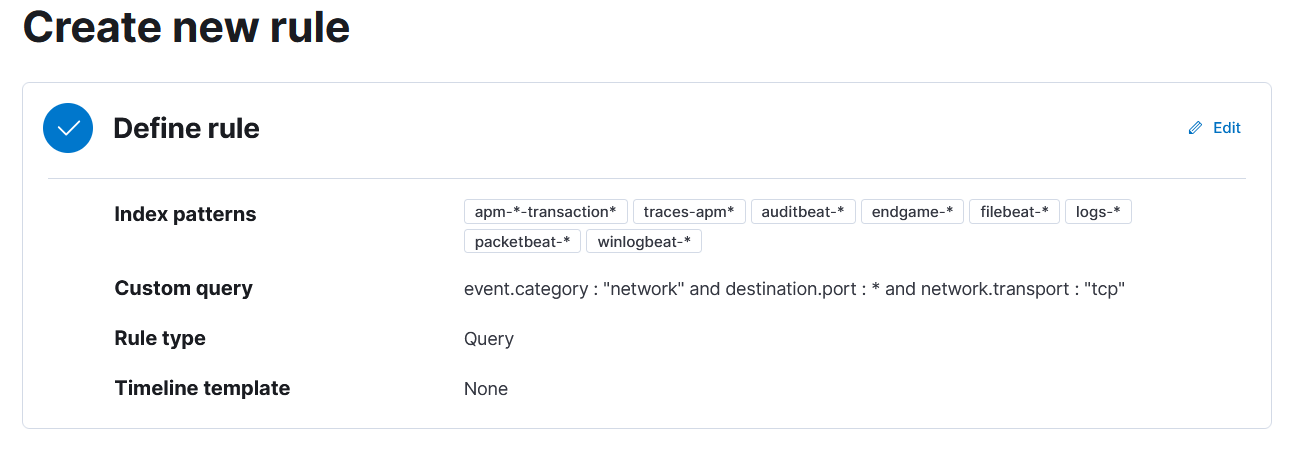 Create new rule
Define rule
Edit
Index patterns
apm-*-transaction* traces-apm* auditbeat-* endgame-* filebeat-* logs-*
packetbeat-* winlogbeat-*
Custom query
event.category : "network" and destination.port : * and network.transport : "tcp"
Rule type
Query
Timeline template
None